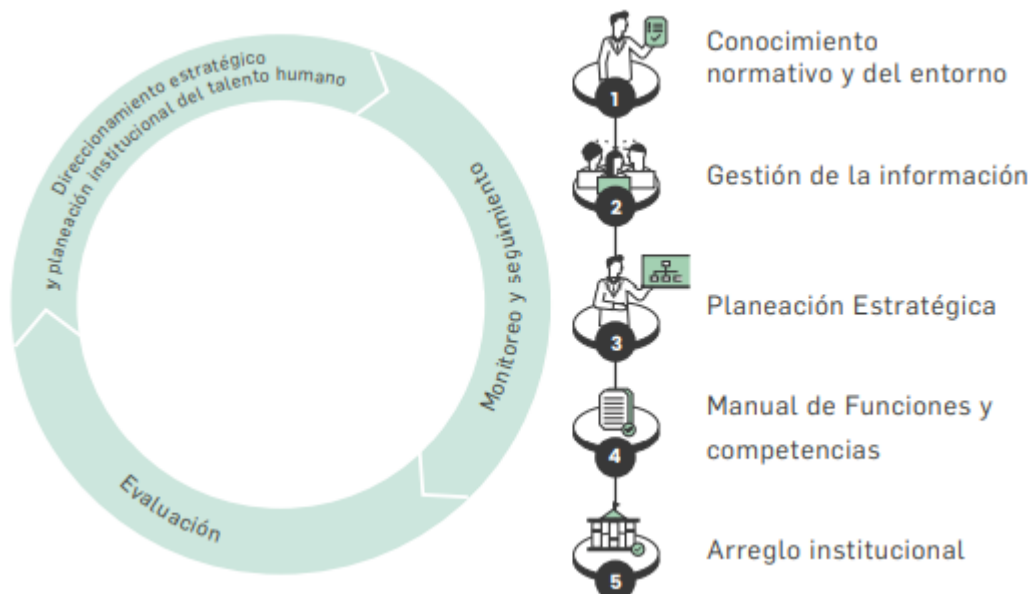 Direccionamiento estratégico
y planeación institucional del talento humano
Monitoreo y seguimiento
Evaluación
1
Conocimiento
normativo y del entorno
2
Gestión de la información
3
Planeación Estratégica
4
Manual de Funciones y
competencias
5
Arreglo institucional